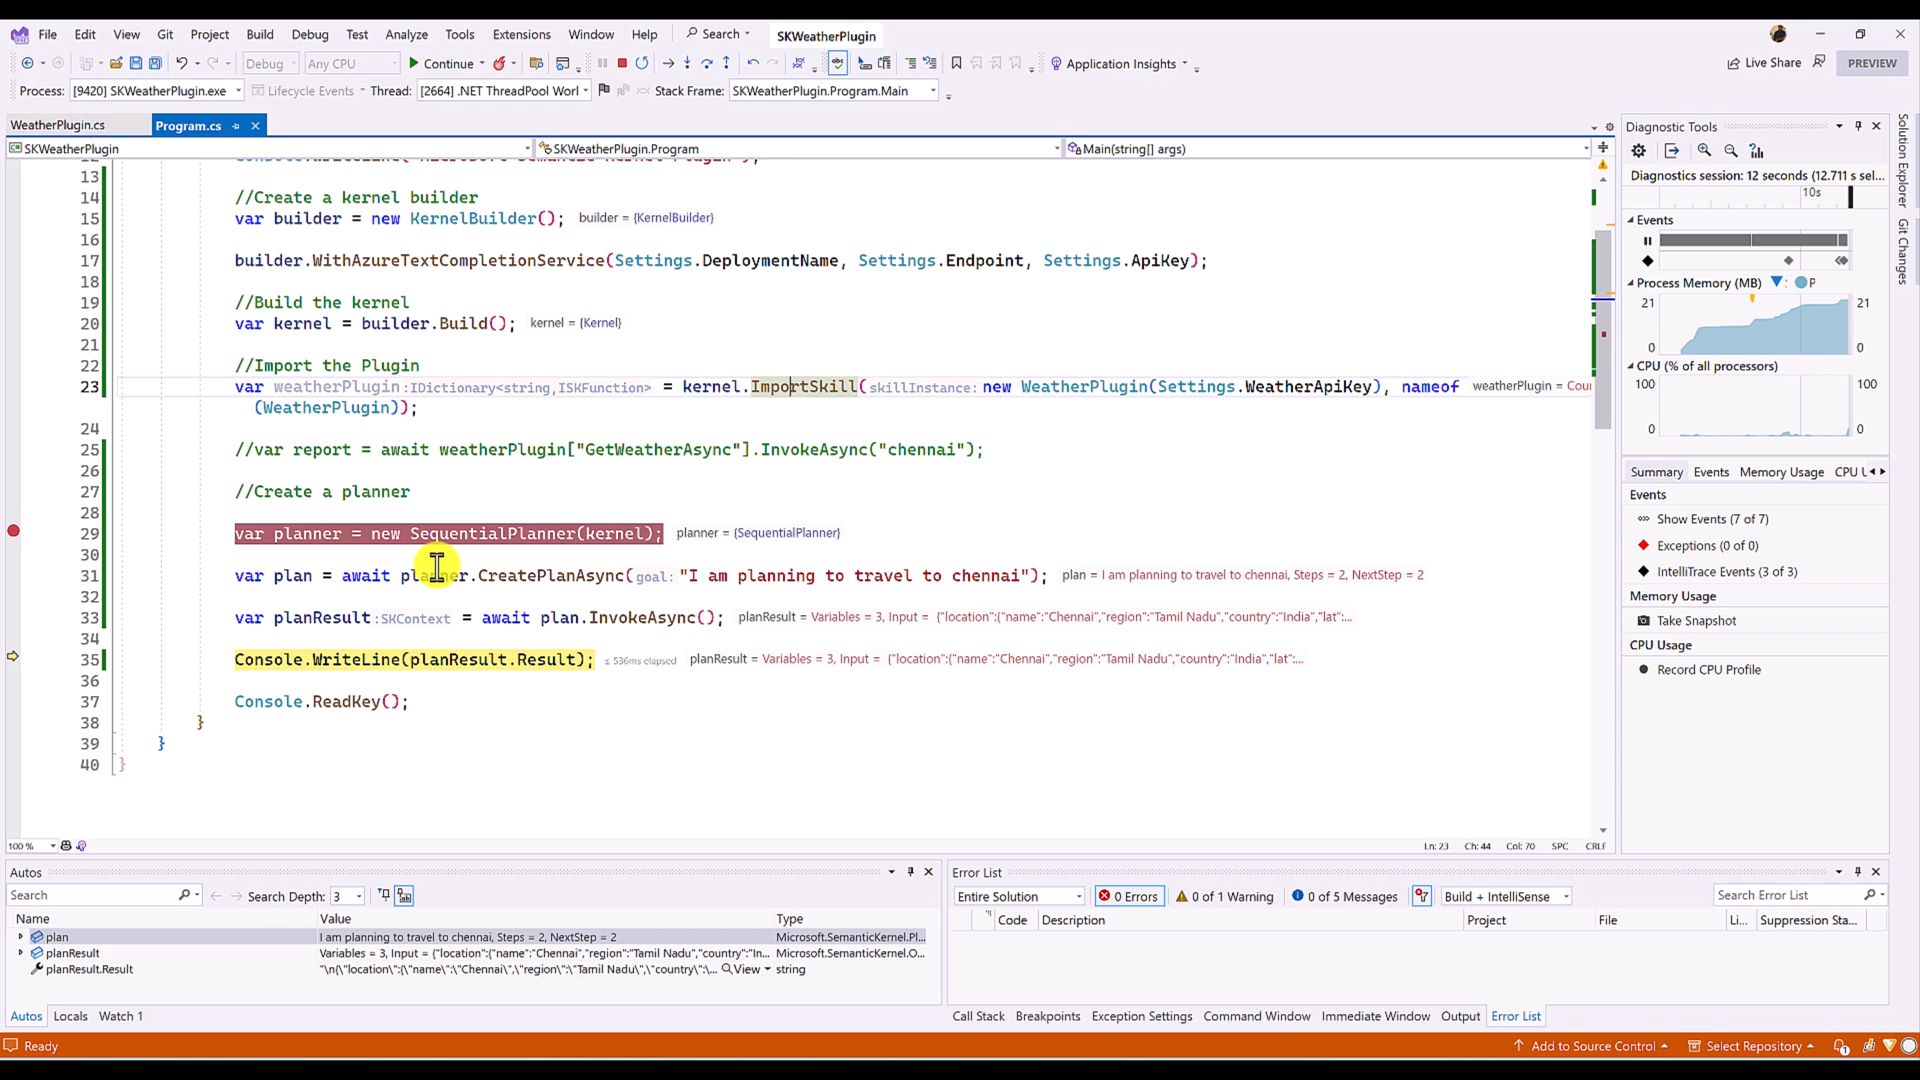 File Edit View Git Project Build Debug Test Analyze Tools Extensions Window Help Search SKWeatherPlugin
Debug Any CPU Continue Application Insights Live Share PREVIEW
Process: [9420] SKWeatherPlugin.exe Lifecycle Events Thread: [2664] .NET ThreadPool Worl Stack Frame: SKWeatherPlugin.Program.Main
WeatherPlugin.cs Program.cs
SKWeatherPlugin SKWeatherPlugin.Program Main(string[] args)
13
14 //Create a kernel builder
15 var builder = new KernelBuilder(); builder = {KernelBuilder}
16
17 builder.WithAzureTextCompletionService(Settings.DeploymentName, Settings.Endpoint, Settings.ApiKey);
18
19 //Build the kernel
20 var kernel = builder.Build(); kernel = {Kernel}
21
22 //Import the Plugin
23 var weatherPlugin:IDictionary<string,ISKFunction> = kernel.ImportSkill(skillInstance: new WeatherPlugin(Settings.WeatherApiKey), nameof weatherPlugin = Cou
(WeatherPlugin));
24
25 //var report = await weatherPlugin["GetWeatherAsync"].InvokeAsync("chennai");
26
27 //Create a planner
28
29 var planner = new SequentialPlanner(kernel); planner = {SequentialPlanner}
30
31 var plan = await planner.CreatePlanAsync(goal: "I am planning to travel to chennai"); plan = I am planning to travel to chennai, Steps = 2, NextStep = 2
32
33 var planResult:SKContext = await plan.InvokeAsync(); planResult = Variables = 3, Input = {"location":{"name":"Chennai","region":"Tamil Nadu","country":"India","lat":...
34
35 Console.WriteLine(planResult.Result); ≤ 536ms elapsed planResult = Variables = 3, Input = {"location":{"name":"Chennai","region":"Tamil Nadu","country":"India","lat":...
36
37 Console.ReadKey();
38 }
39 }
40 }
100 % Ln: 23 Ch: 44 Col: 70 SPC CRLF
Diagnostic Tools
Diagnostics session: 12 seconds (12.711 s sel...
10s
Events
Process Memory (MB) P
21 21
0 0
CPU (% of all processors)
100 100
0 0
Summary Events Memory Usage CPU U
Events
Show Events (7 of 7)
Exceptions (0 of 0)
IntelliTrace Events (3 of 3)
Memory Usage
Take Snapshot
CPU Usage
Record CPU Profile
Solution Explorer
Git Changes
Autos
Search Search Depth: 3
Name Value Type
plan I am planning to travel to chennai, Steps = 2, NextStep = 2 Microsoft.SemanticKernel.Pl...
planResult Variables = 3, Input = {"location":{"name":"Chennai","region":"Tamil Nadu","country":"In... Microsoft.SemanticKernel.O...
planResult.Result "\n{\"location\":{\"name\":\"Chennai\",\"region\":\"Tamil Nadu\",\"country\":\... View string
Autos Locals Watch 1
Error List
Entire Solution 0 Errors 0 of 1 Warning 0 of 5 Messages Build + IntelliSense Search Error List
Code Description Project File Li... Suppression Sta...
Call Stack Breakpoints Exception Settings Command Window Immediate Window Output Error List
Ready Add to Source Control Select Repository 1